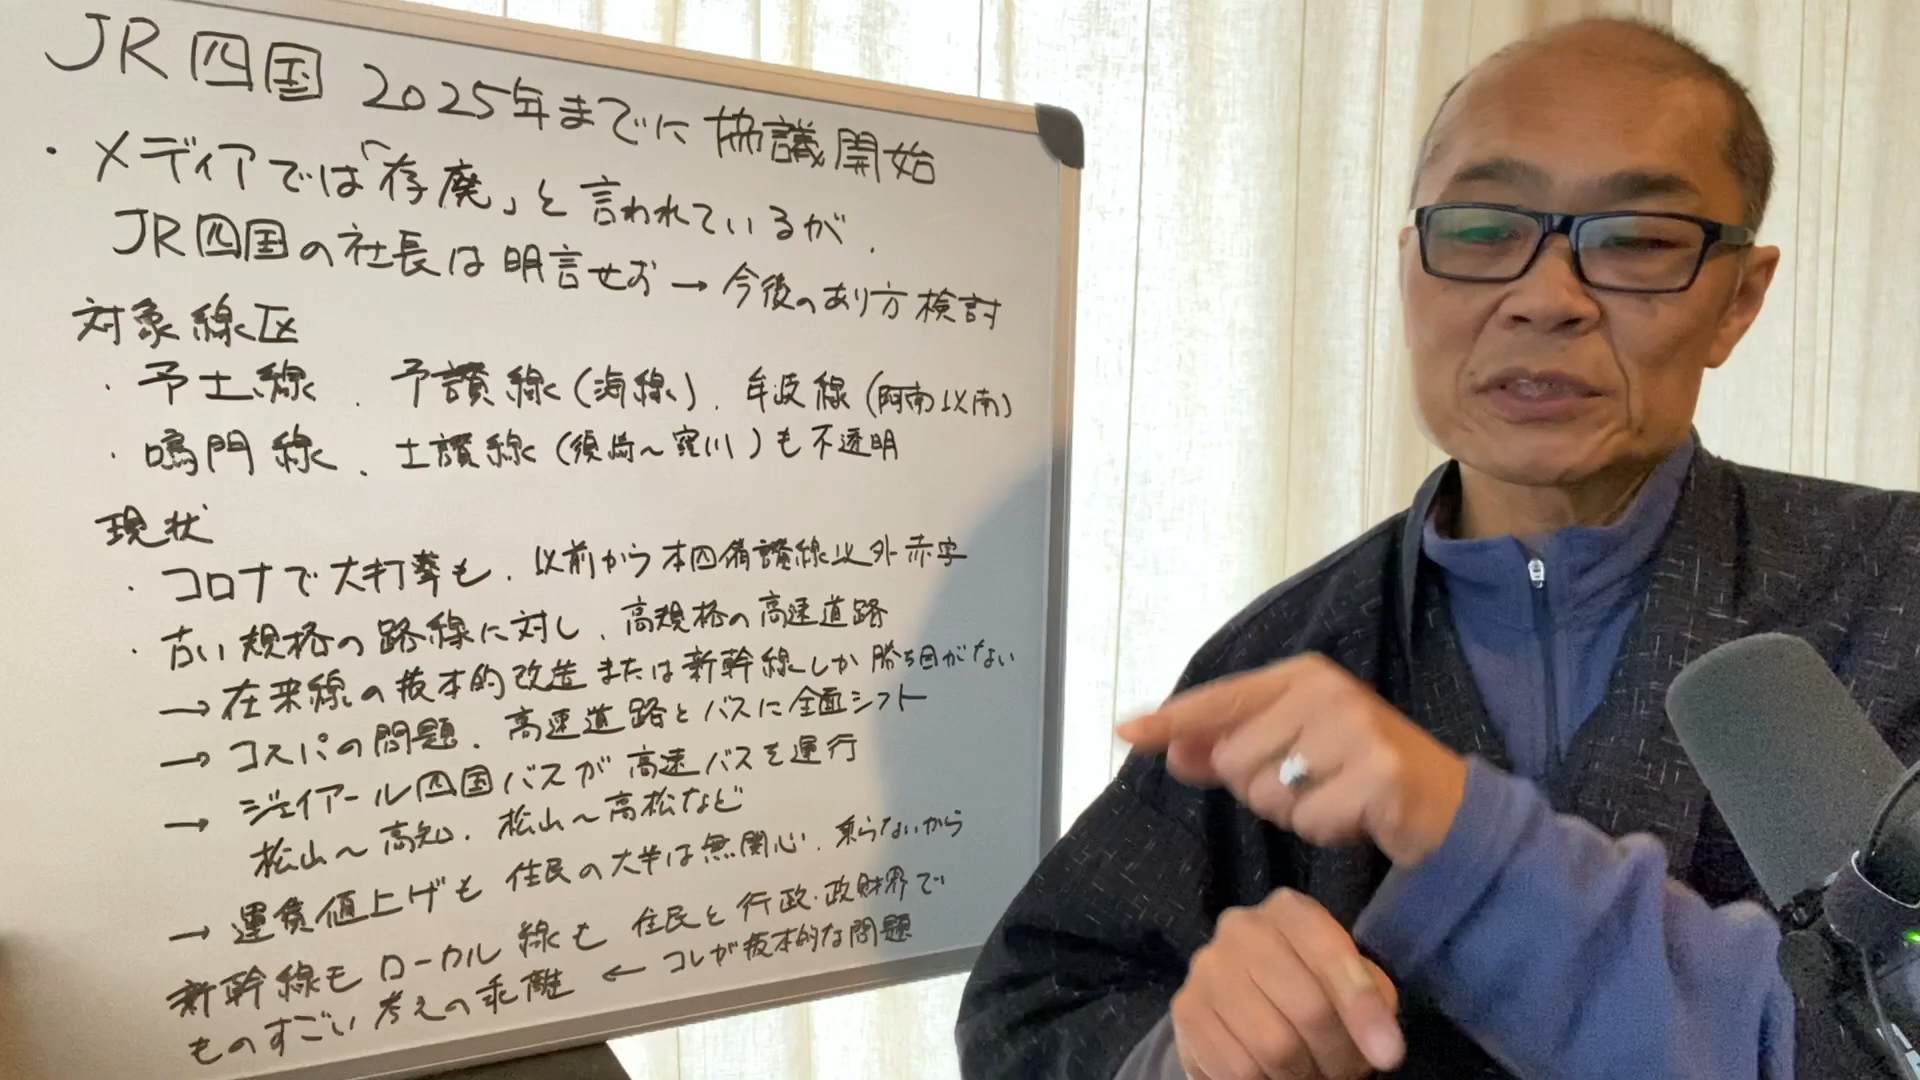 JR四国 2025年までに協議開始
・メディアでは「存廃」と言われているが、
JR四国の社長は明言せず→今後のあり方検討
対象線区
・予土線、予讃線(海線)、牟岐線(阿南以南)
・鳴門線、土讃線(須崎〜窪川)も不透明
現状
・コロナで大打撃も、以前から本四備讃線以外赤字
・古い規格の路線に対し、高規格の高速道路
→在来線の抜本的改造または新幹線しか勝ち目がない
→コスパの問題、高速道路とバスに全面シフト
→ジェイアール四国バスが高速バスを運行
松山〜高知、松山〜高松など
→運賃値上げも住民の大半は無関心、乗らないから
新幹線もローカル線も住民と行政・政財界で
ものすごい考えの乖離←コレが抜本的な問題